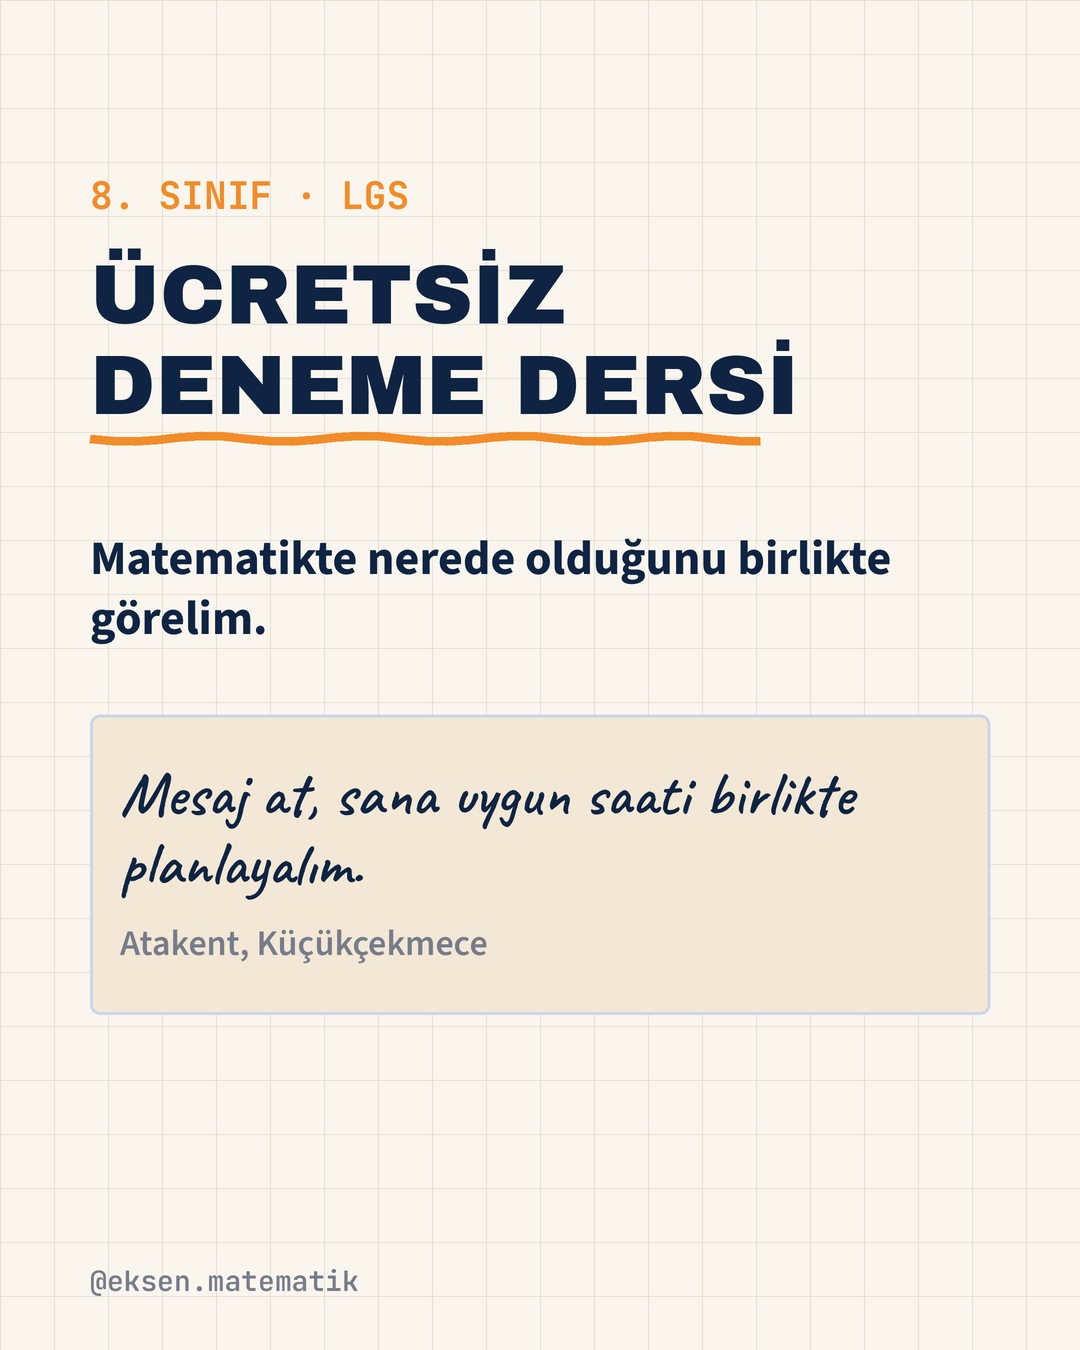 8. SINIF · LGS
ÜCRETSİZ
DENEME DERSİ
Matematikte nerede olduğunu birlikte
görelim.
Mesaj at, sana uygun saati birlikte
planlayalım.
Atakent, Küçükçekmece
@eksen.matematik